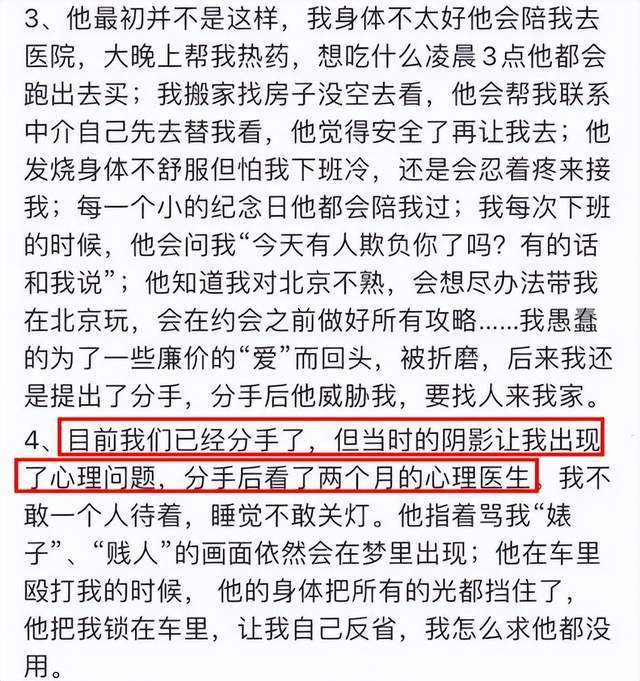 3、他最初并不是这样，我身体不太好他会陪我去
医院，大晚上帮我热药，想吃什么凌晨3点他都会
跑出去买；我搬家找房子没空去看，他会帮我联系
中介自己先去替我看，他觉得安全了再让我去；他
发烧身体不舒服但怕我下班冷，还是会忍着疼来接
我；每一个小的纪念日他都会陪我过；我每次下班
的时候，他会问我“今天有人欺负你了吗？有的话
和我说”；他知道我对北京不熟，会想尽办法带我
在北京玩，会在约会之前做好所有攻略……我愚蠢
的为了一些廉价的“爱”而回头，被折磨，后来我还
是提出了分手，分手后他威胁我，要找人来我家。
4、目前我们已经分手了，但当时的阴影让我出现
了心理问题，分手后看了两个月的心理医生。我不
敢一个人待着，睡觉不敢关灯。他指着骂我“婊
子”、“贱人”的画面依然会在梦里出现；他在车里
殴打我的时候， 他的身体把所有的光都挡住了，
他把我锁在车里，让我自己反省，我怎么求他都没
用。